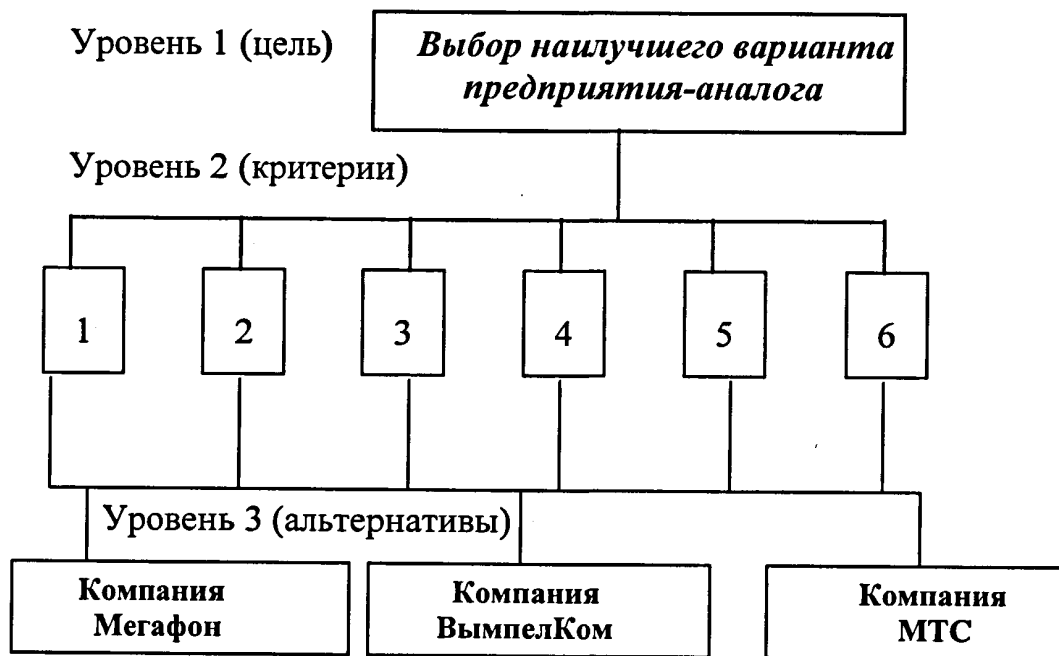 Уровень 1 (цель)
Выбор наилучшего варианта
предприятия-аналога
Уровень 2 (критерии)
1 2 3 4 5 6
Уровень 3 (альтернативы)
Компания
Мегафон
Компания
ВымпелКом
Компания
МТС